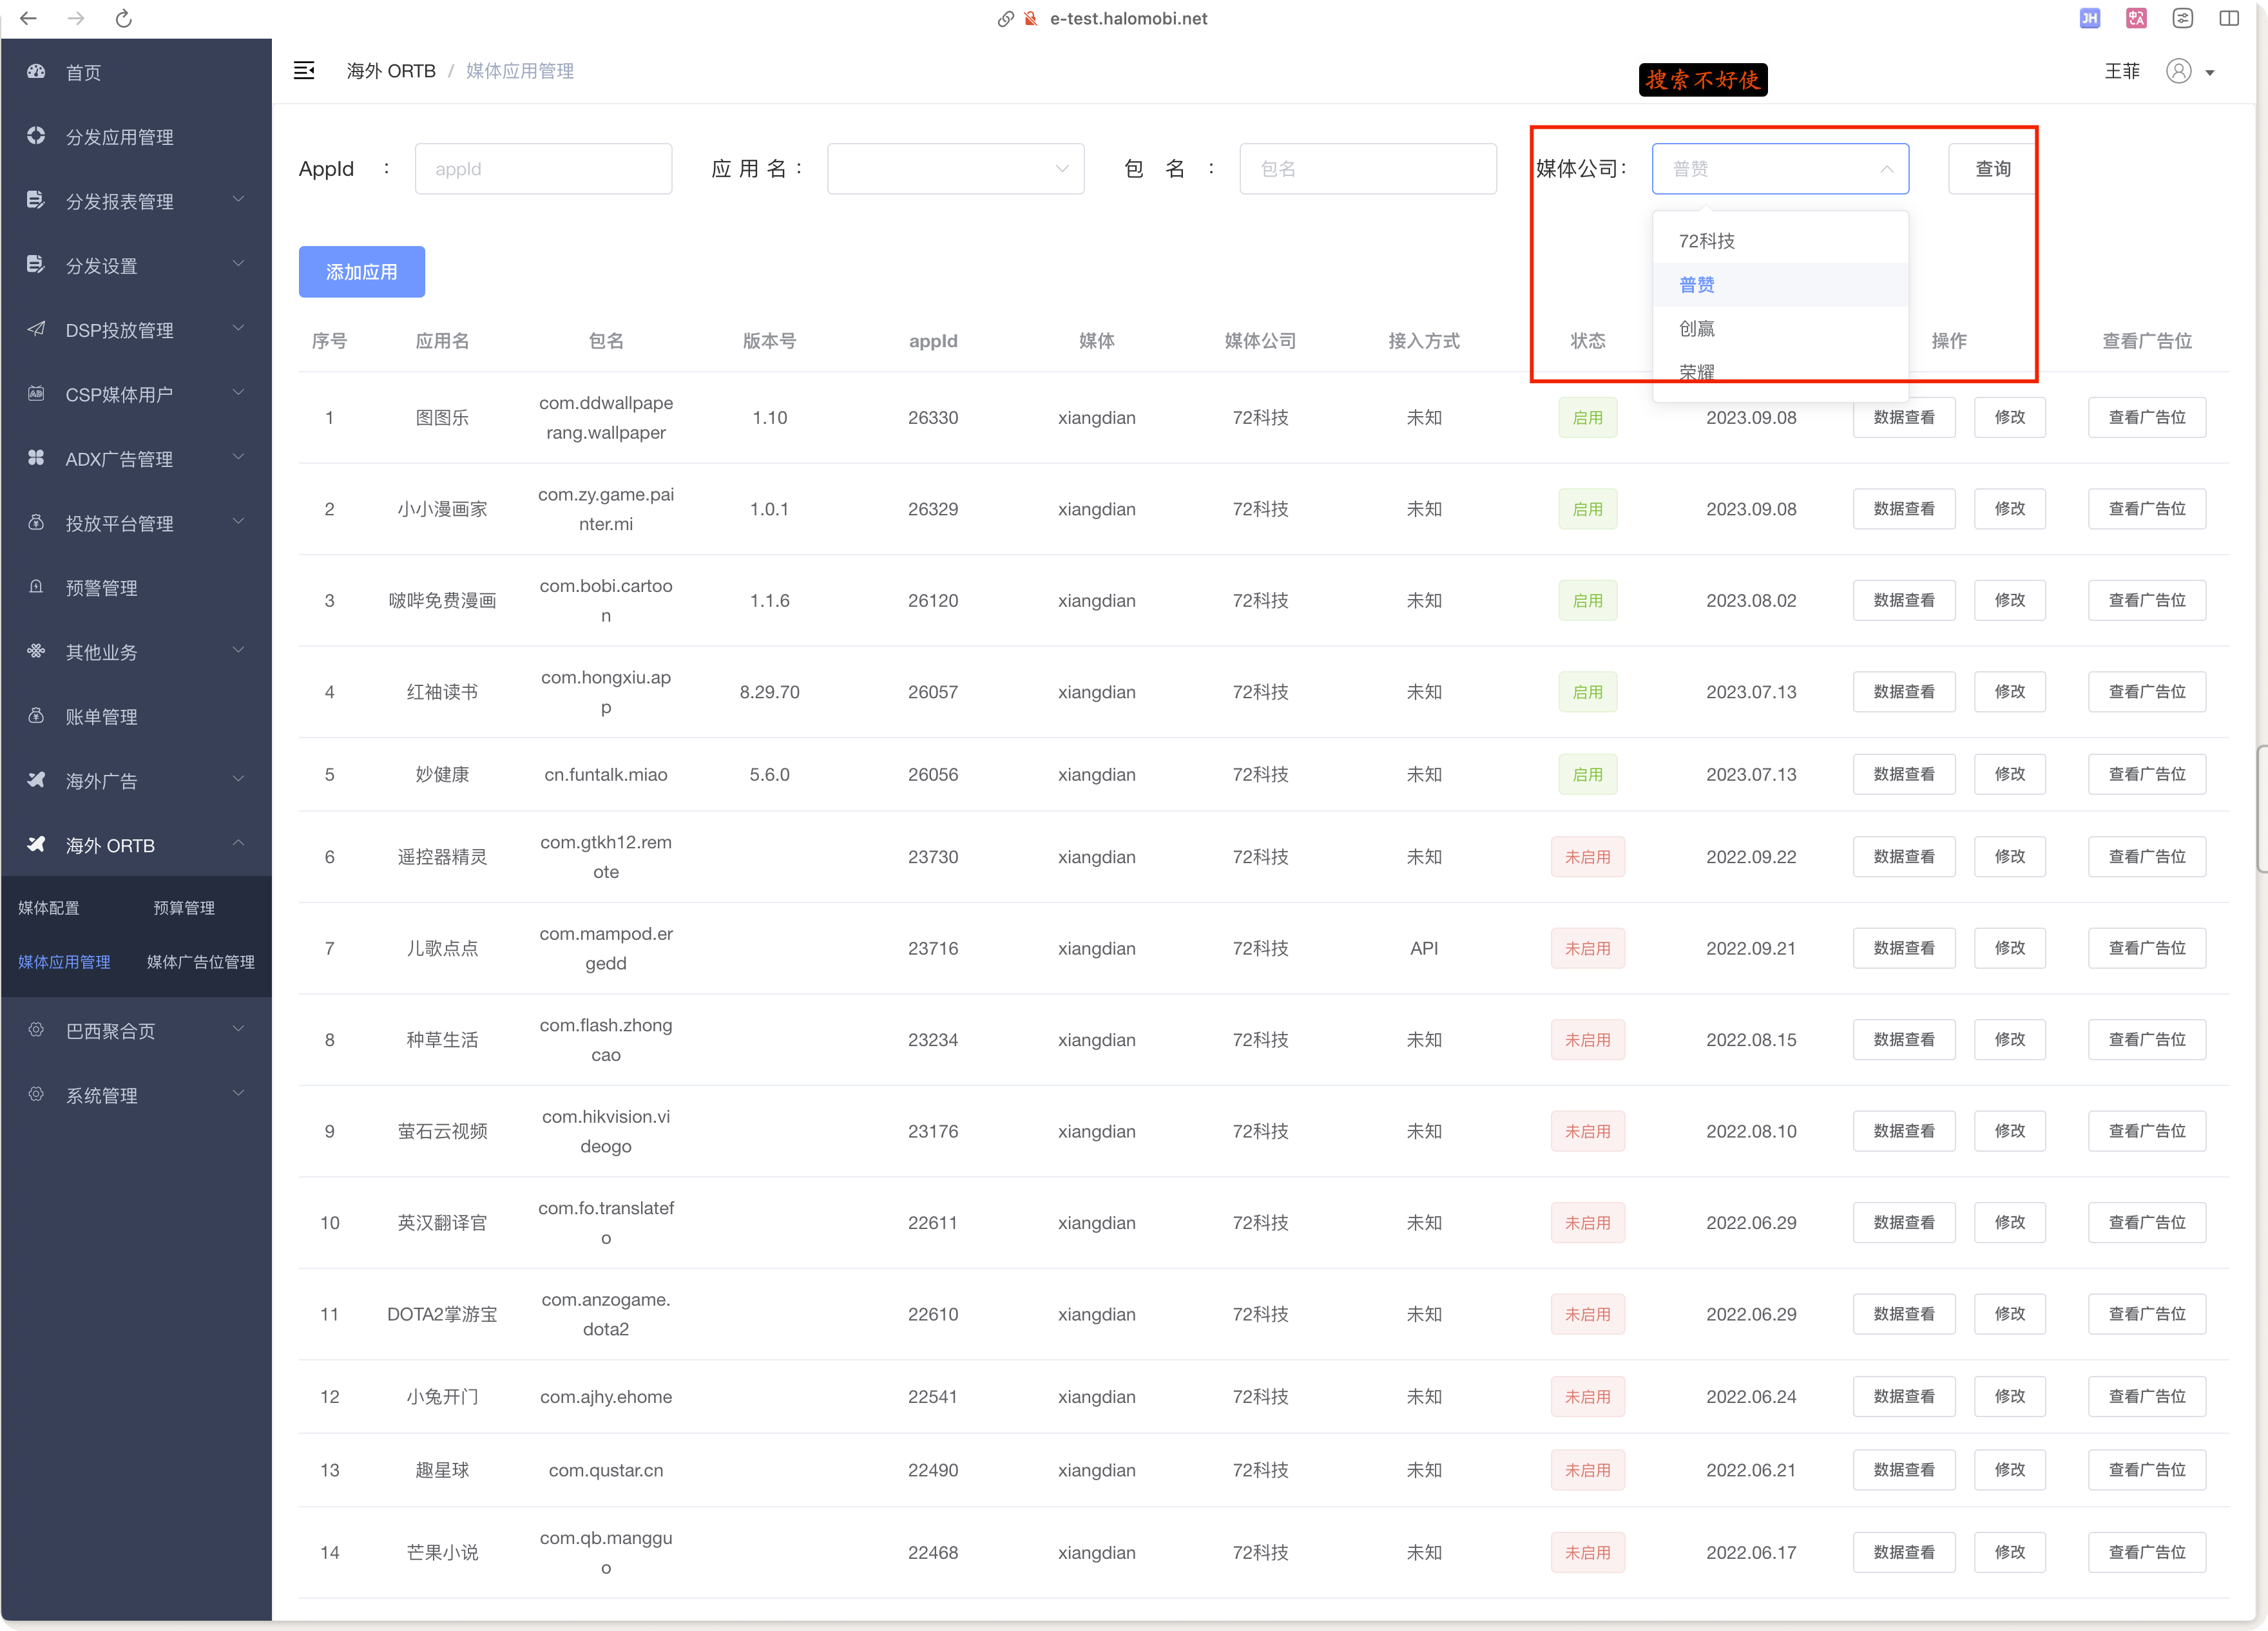 e-test.halomobi.net
JH
首页
分发应用管理
分发报表管理
分发设置
DSP投放管理
CSP媒体用户
ADX广告管理
投放平台管理
预警管理
其他业务
账单管理
海外广告
海外 ORTB
媒体配置 预算管理
媒体应用管理 媒体广告位管理
巴西聚合页
系统管理
海外 ORTB / 媒体应用管理
搜索不好使
王菲
AppId : appId 应 用 名 : 包 名 : 包名 媒体公司: 普赞 查询
72科技
普赞
创赢
荣耀
添加应用
序号 应用名 包名 版本号 appId 媒体 媒体公司 接入方式 状态 操作 查看广告位
1 图图乐 com.ddwallpape
rang.wallpaper 1.10 26330 xiangdian 72科技 未知 启用 2023.09.08 数据查看 修改 查看广告位
2 小小漫画家 com.zy.game.pai
nter.mi 1.0.1 26329 xiangdian 72科技 未知 启用 2023.09.08 数据查看 修改 查看广告位
3 啵哔免费漫画 com.bobi.cartoo
n 1.1.6 26120 xiangdian 72科技 未知 启用 2023.08.02 数据查看 修改 查看广告位
4 红袖读书 com.hongxiu.ap
p 8.29.70 26057 xiangdian 72科技 未知 启用 2023.07.13 数据查看 修改 查看广告位
5 妙健康 cn.funtalk.miao 5.6.0 26056 xiangdian 72科技 未知 启用 2023.07.13 数据查看 修改 查看广告位
6 遥控器精灵 com.gtkh12.rem
ote 23730 xiangdian 72科技 未知 未启用 2022.09.22 数据查看 修改 查看广告位
7 儿歌点点 com.mampod.er
gedd 23716 xiangdian 72科技 API 未启用 2022.09.21 数据查看 修改 查看广告位
8 种草生活 com.flash.zhong
cao 23234 xiangdian 72科技 未知 未启用 2022.08.15 数据查看 修改 查看广告位
9 萤石云视频 com.hikvision.vi
deogo 23176 xiangdian 72科技 未知 未启用 2022.08.10 数据查看 修改 查看广告位
10 英汉翻译官 com.fo.translatef
o 22611 xiangdian 72科技 未知 未启用 2022.06.29 数据查看 修改 查看广告位
11 DOTA2掌游宝 com.anzogame.
dota2 22610 xiangdian 72科技 未知 未启用 2022.06.29 数据查看 修改 查看广告位
12 小兔开门 com.ajhy.ehome 22541 xiangdian 72科技 未知 未启用 2022.06.24 数据查看 修改 查看广告位
13 趣星球 com.qustar.cn 22490 xiangdian 72科技 未知 未启用 2022.06.21 数据查看 修改 查看广告位
14 芒果小说 com.qb.manggu
o 22468 xiangdian 72科技 未知 未启用 2022.06.17 数据查看 修改 查看广告位